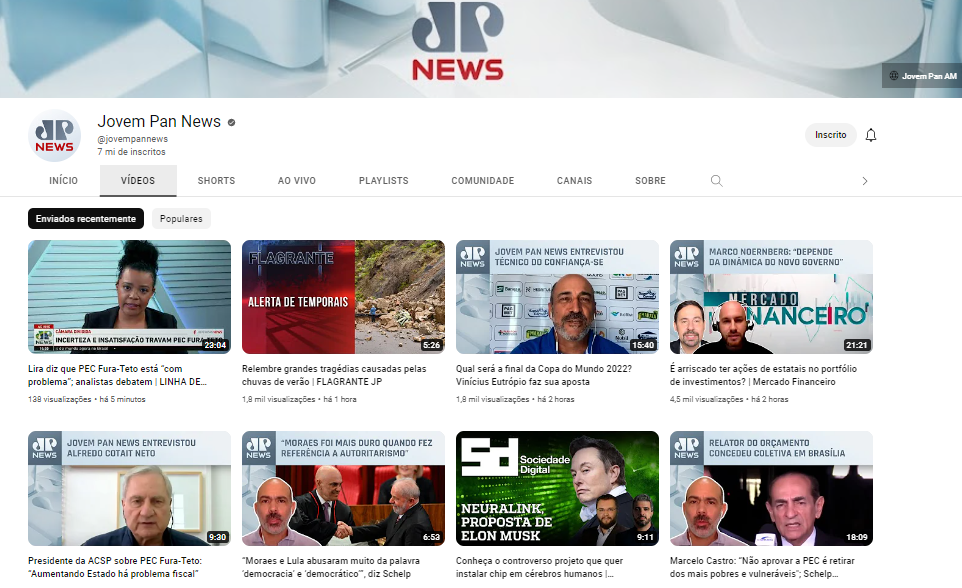 JP
NEWS
Jovem Pan AM
JP
NEWS
Jovem Pan News
@jovempannews
7 mi de inscritos
Inscrito
INÍCIO
VÍDEOS
SHORTS
AO VIVO
PLAYLISTS
COMUNIDADE
CANAIS
SOBRE
Enviados recentemente
Populares
CÂMARA DIVIDIDA
INCERTEZA E INSATISFAÇÃO TRAVAM PEC FURA-TETO
23:04
FLAGRANTE
ALERTA DE TEMPORAIS
5:26
JP
NEWS
JOVEM PAN NEWS ENTREVISTOU
TÉCNICO DO CONFIANÇA-SE
15:40
JP
NEWS
MARCO NOERNBERG: “DEPENDE
DA DINÂMICA DO NOVO GOVERNO”
MERCADO
NANCEIRO
21:21
Lira diz que PEC Fura-Teto está “com
problema”; analistas debatem | LINHA DE...
138 visualizações • há 5 minutos
Relembre grandes tragédias causadas pelas
chuvas de verão | FLAGRANTE JP
1,8 mil visualizações • há 1 hora
Qual será a final da Copa do Mundo 2022?
Vinícius Eutrópio faz sua aposta
1,8 mil visualizações • há 2 horas
É arriscado ter ações de estatais no portfólio
de investimentos? | Mercado Financeiro
4,5 mil visualizações • há 2 horas
JP
NEWS
JOVEM PAN NEWS ENTREVISTOU
ALFREDO COTAIT NETO
9:30
JP
NEWS
“MORAES FOI MAIS DURO QUANDO FEZ
REFERÊNCIA A AUTORITARISMO”
6:53
Sd
Sociedade
Digital
NEURALINK,
PROPOSTA DE
ELON MUSK
9:11
JP
NEWS
RELATOR DO ORÇAMENTO
CONCEDEU COLETIVA EM BRASÍLIA
18:09
Presidente da ACSP sobre PEC Fura-Teto:
"Aumentando Estado há problema fiscal"
“Moraes e Lula abusaram muito da palavra
‘democracia’ e ‘democrático’”, diz Schelp
Conheça o controverso projeto que quer
instalar chip em cérebros humanos |...
Marcelo Castro: “Não aprovar a PEC é retirar
dos mais pobres e vulneráveis”; Schelp...